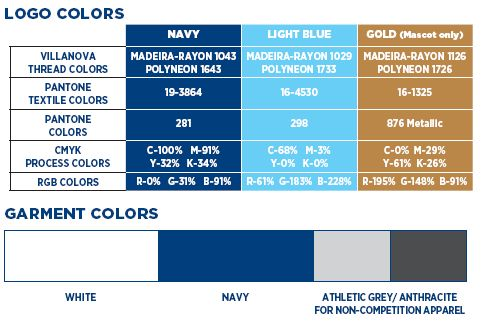 LOGO COLORS
NAVY LIGHT BLUE GOLD (Mascot only)
VILLANOVA MADEIRA-RAYON 1043 MADEIRA-RAYON 1029 MADEIRA-RAYON 1126
THREAD COLORS POLYNEON 1643 POLYNEON 1733 POLYNEON 1726
PANTONE
TEXTILE COLORS 19-3864 16-4530 16-1325
PANTONE
COLORS 281 298 876 Metallic
CMYK C-100% M-91% C-68% M-3% C-0% M-29%
PROCESS COLORS Y-32% K-34% Y-0% K-0% Y-61% K-26%
RGB COLORS R-0% G-31% B-91% R-61% G-183% B-228% R-195% G-148% B-91%
GARMENT COLORS
WHITE NAVY ATHLETIC GREY/ ANTHRACITE
FOR NON-COMPETITION APPAREL